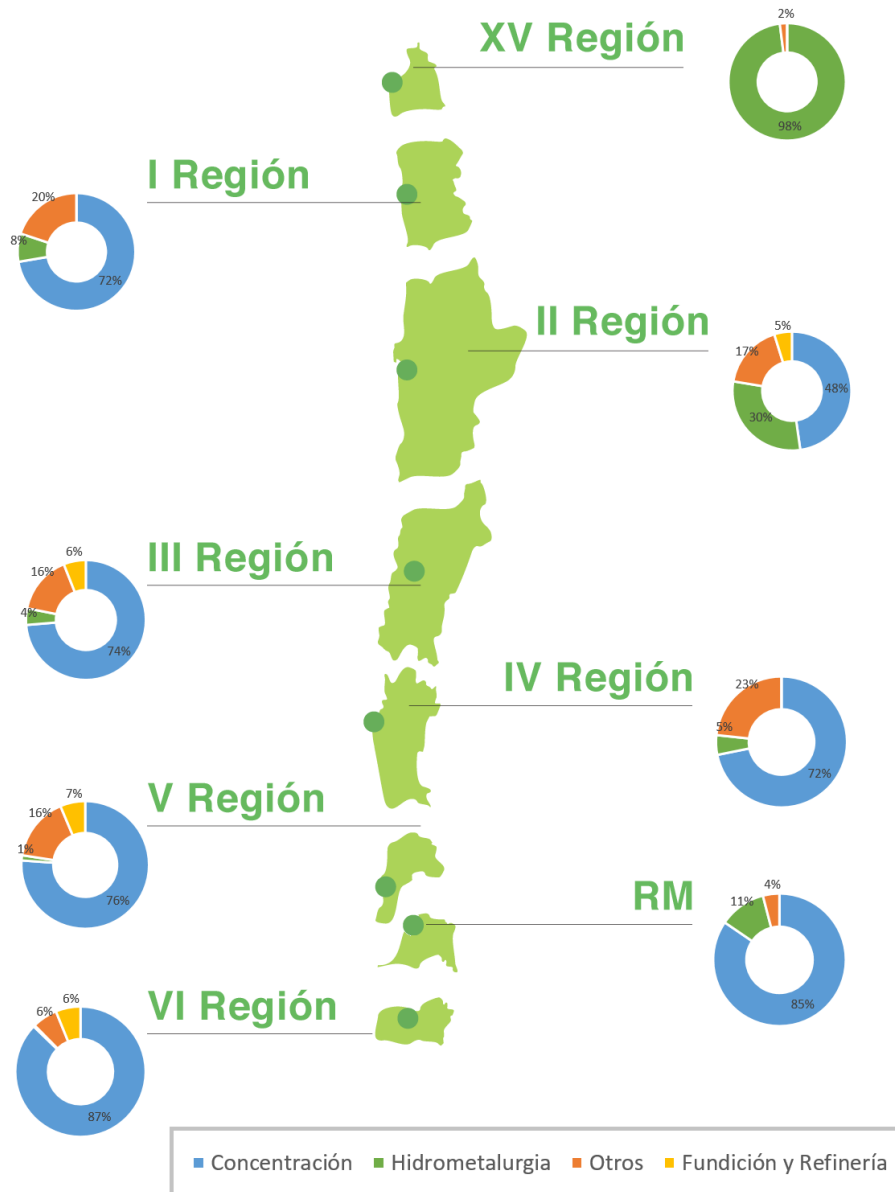 XV Región
2%
98%
I Región
20%
8%
72%
II Región
5%
17%
48%
30%
III Región
6%
16%
4%
74%
IV Región
23%
5%
72%
V Región
7%
16%
1%
76%
RM
4%
11%
85%
VI Región
6%
6%
87%
Concentración Hidrometalurgia Otros Fundición y Refinería